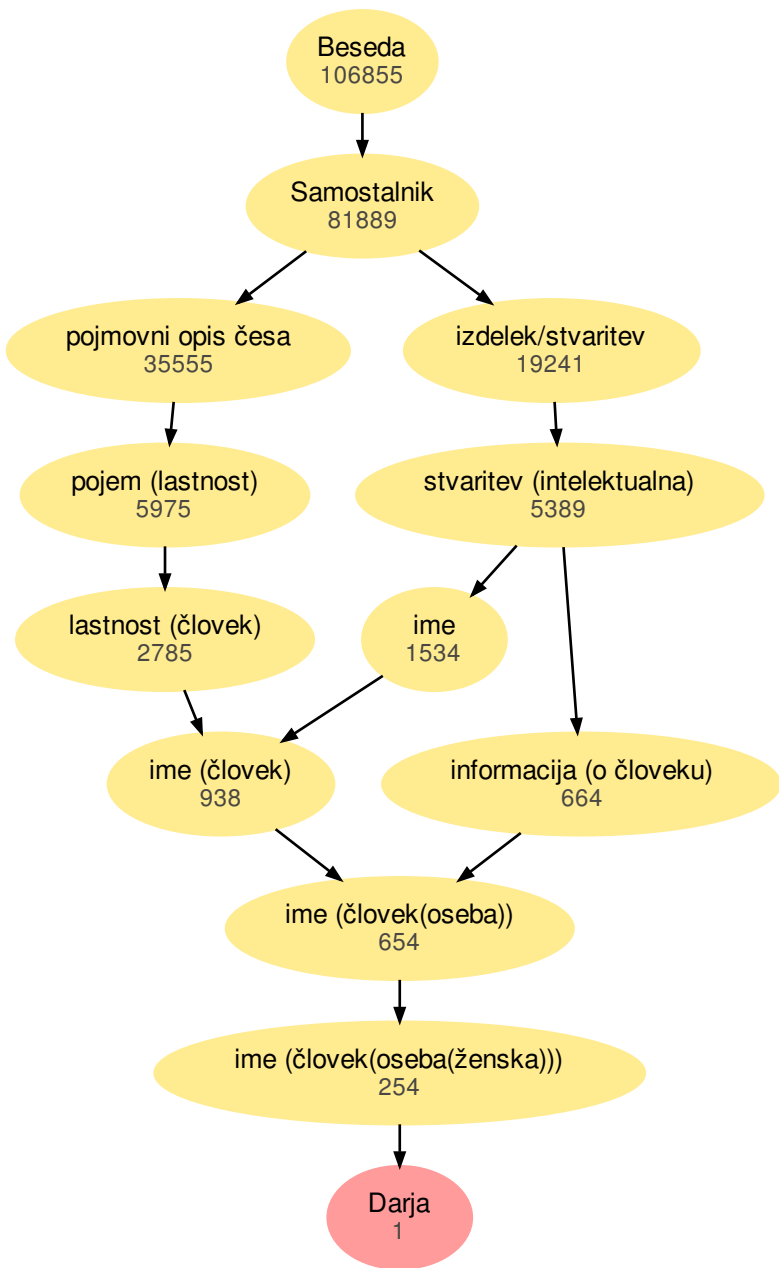 Beseda
106855
Samostalnik
81889
pojmovni opis česa
35555
izdelek/stvaritev
19241
pojem (lastnost)
5975
stvaritev (intelektualna)
5389
lastnost (človek)
2785
ime
1534
ime (človek)
938
informacija (o človeku)
664
ime (človek(oseba))
654
ime (človek(oseba(ženska)))
254
Darja
1